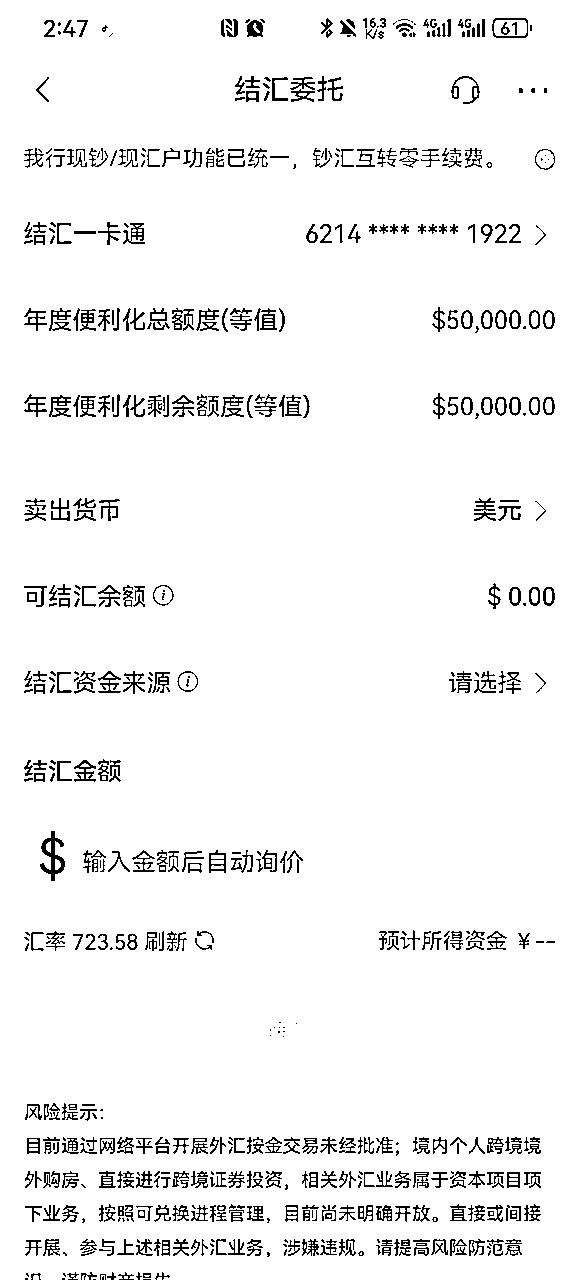 2:47 16.3 K/s 4G 4G 61
结汇委托
我行现钞/现汇户功能已统一，钞汇互转零手续费。
结汇一卡通 6214 **** **** 1922
年度便利化总额度(等值) $50,000.00
年度便利化剩余额度(等值) $50,000.00
卖出货币 美元
可结汇余额 $ 0.00
结汇资金来源 请选择
结汇金额
$ 输入金额后自动询价
汇率 723.58 刷新 预计所得资金 ￥--
风险提示：
目前通过网络平台开展外汇按金交易未经批准；境内个人跨境境
外购房、直接进行跨境证券投资，相关外汇业务属于资本项目项
下业务，按照可兑换进程管理，目前尚未明确开放。直接或间接
开展、参与上述相关外汇业务，涉嫌违规。请提高风险防范意
识，谨防财产损失